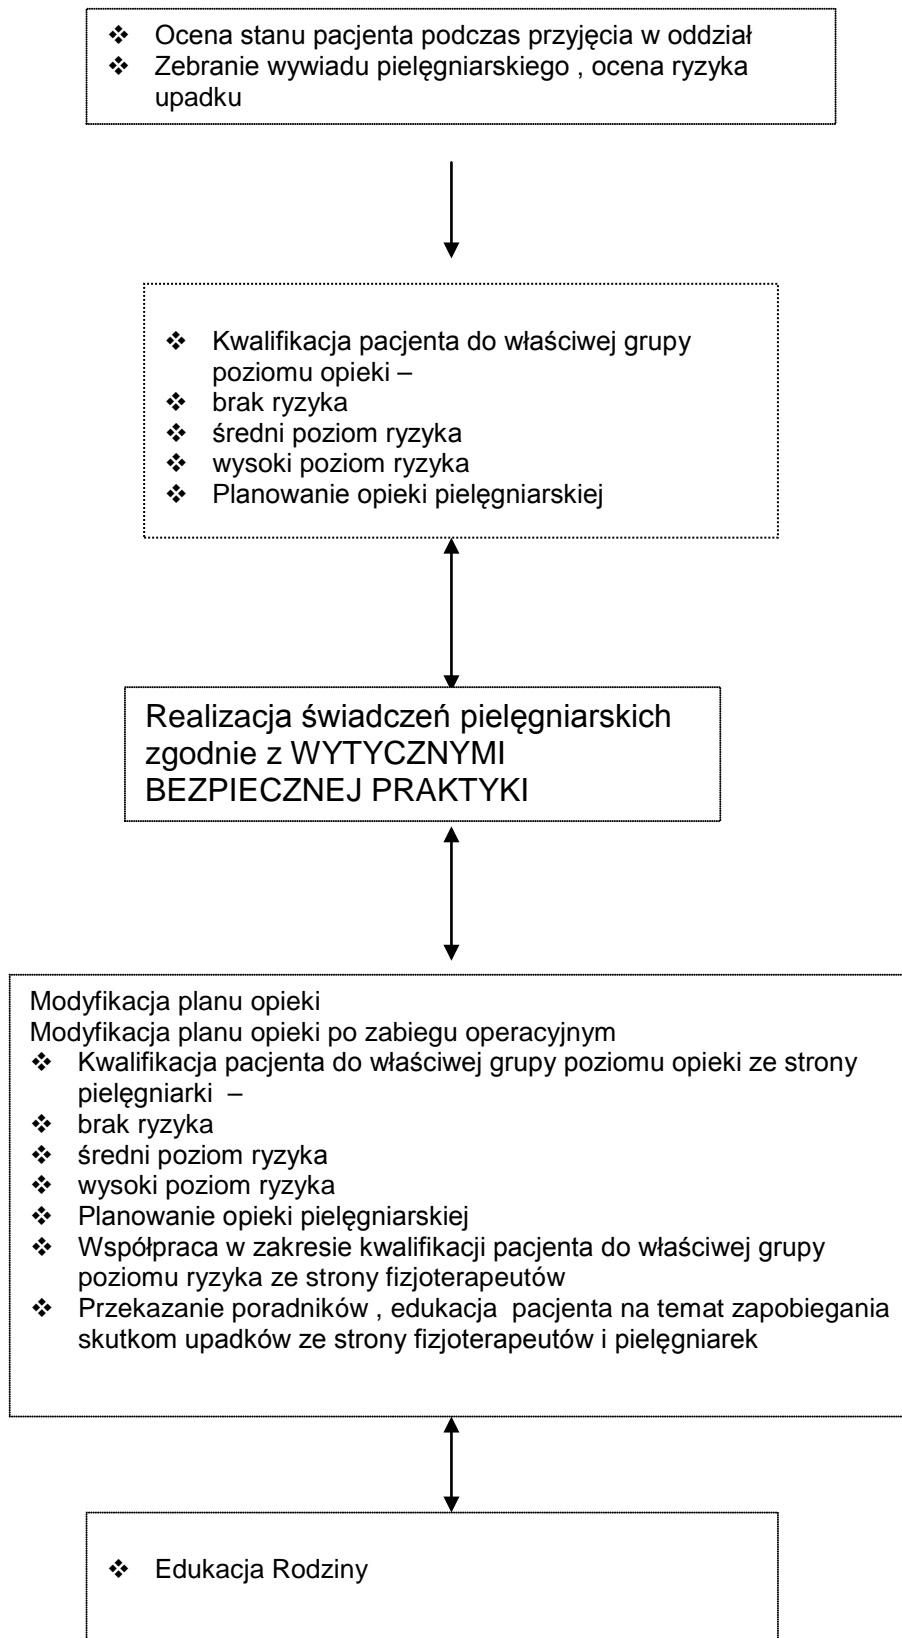 ❖ Ocena stanu pacjenta podczas przyjęcia w oddział
❖ Zebranie wywiadu pielęgniarskiego , ocena ryzyka
upadku
❖ Kwalifikacja pacjenta do właściwej grupy
poziomu opieki –
❖ brak ryzyka
❖ średni poziom ryzyka
❖ wysoki poziom ryzyka
❖ Planowanie opieki pielęgniarskiej
Realizacja świadczeń pielęgniarskich
zgodnie z WYTYCZNYMI
BEZPIECZNEJ PRAKTYKI
Modyfikacja planu opieki
Modyfikacja planu opieki po zabiegu operacyjnym
❖ Kwalifikacja pacjenta do właściwej grupy poziomu opieki ze strony
pielęgniarki –
❖ brak ryzyka
❖ średni poziom ryzyka
❖ wysoki poziom ryzyka
❖ Planowanie opieki pielęgniarskiej
❖ Współpraca w zakresie kwalifikacji pacjenta do właściwej grupy
poziomu ryzyka ze strony fizjoterapeutów
❖ Przekazanie poradników , edukacja pacjenta na temat zapobiegania
skutkom upadków ze strony fizjoterapeutów i pielęgniarek
❖ Edukacja Rodziny